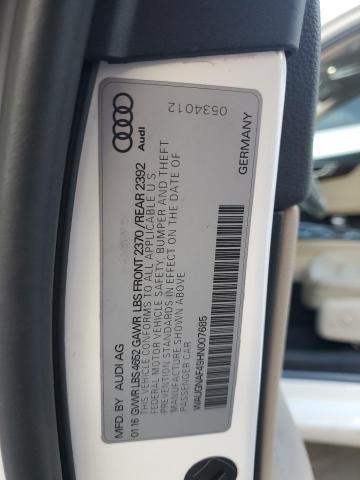 Audi
0534012
MFD. BY AUDI AG
GERMANY
01 16 GVWR LBS 4652 GAWR LBS FRONT 2370 / REAR 2392
THIS VEHICLE CONFORMS TO ALL APPLICABLE U.S.
FEDERAL MOTOR VEHICLE SAFETY, BUMPER AND THEFT
PREVENTION STANDARDS IN EFFECT ON THE DATE OF
MANUFACTURE SHOWN ABOVE
PASSENGER CAR
WAUGNAF49HN007685